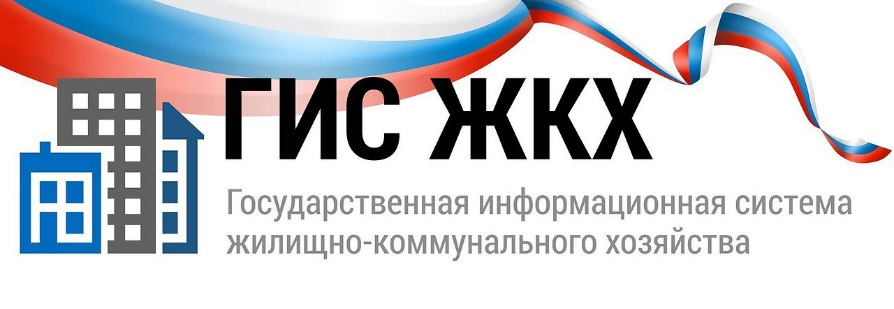 ГИС ЖКХ
Государственная информационная система
жилищно-коммунального хозяйства